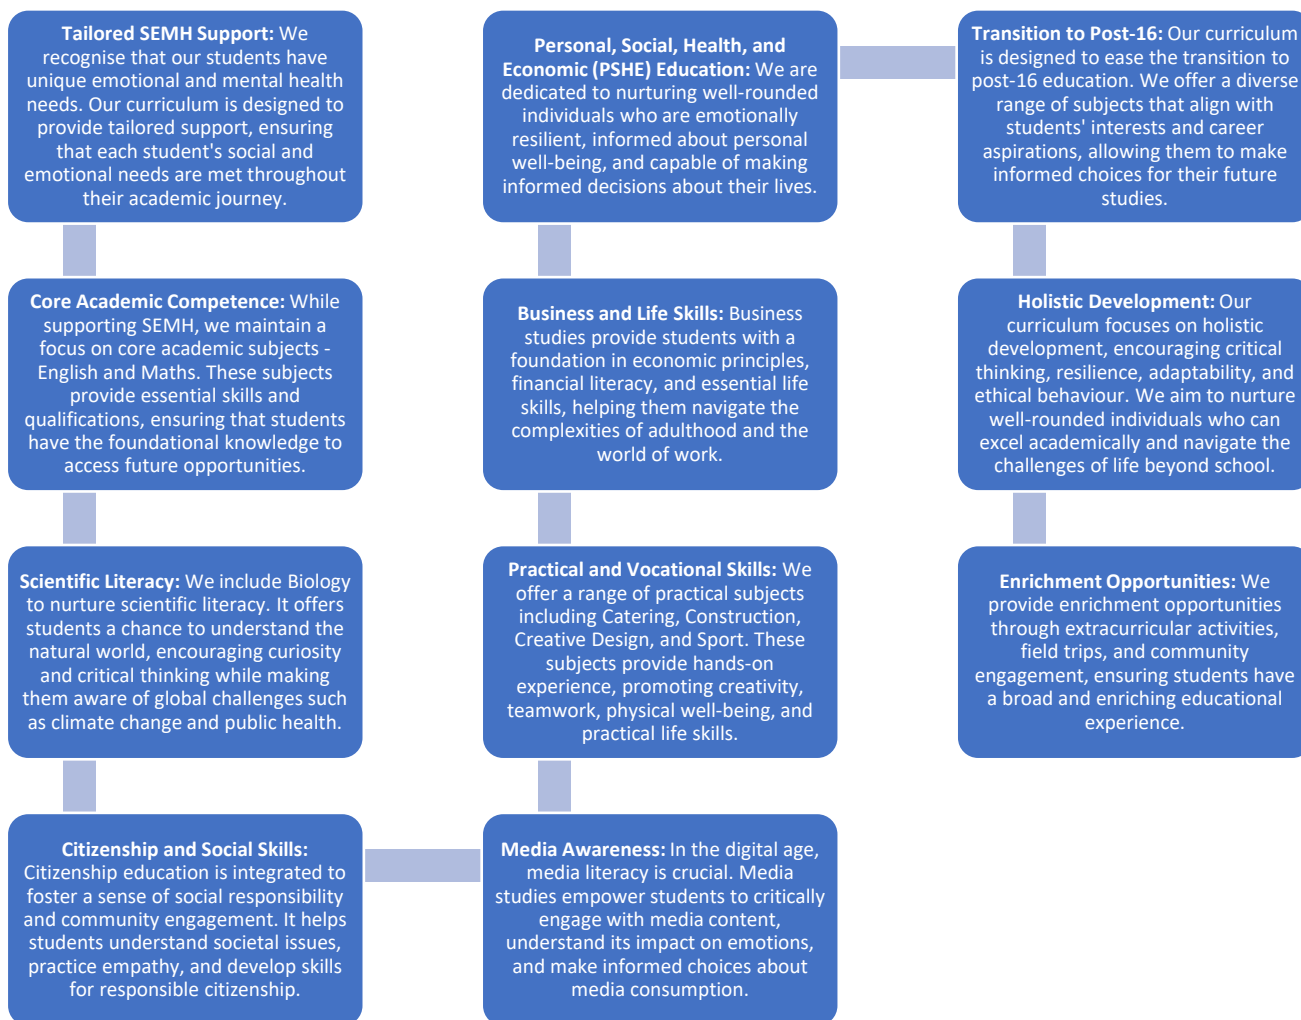 Tailored SEMH Support: We
recognise that our students have
unique emotional and mental health
needs. Our curriculum is designed to
provide tailored support, ensuring
that each student's social and
emotional needs are met throughout
their academic journey.
Core Academic Competence: While
supporting SEMH, we maintain a
focus on core academic subjects -
English and Maths. These subjects
provide essential skills and
qualifications, ensuring that students
have the foundational knowledge to
access future opportunities.
Scientific Literacy: We include Biology
to nurture scientific literacy. It offers
students a chance to understand the
natural world, encouraging curiosity
and critical thinking while making
them aware of global challenges such
as climate change and public health.
Citizenship and Social Skills:
Citizenship education is integrated to
foster a sense of social responsibility
and community engagement. It helps
students understand societal issues,
practice empathy, and develop skills
for responsible citizenship.
Media Awareness: In the digital age,
media literacy is crucial. Media
studies empower students to critically
engage with media content,
understand its impact on emotions,
and make informed choices about
media consumption.
Practical and Vocational Skills: We
offer a range of practical subjects
including Catering, Construction,
Creative Design, and Sport. These
subjects provide hands-on
experience, promoting creativity,
teamwork, physical well-being, and
practical life skills.
Business and Life Skills: Business
studies provide students with a
foundation in economic principles,
financial literacy, and essential life
skills, helping them navigate the
complexities of adulthood and the
world of work.
Personal, Social, Health, and
Economic (PSHE) Education: We are
dedicated to nurturing well-rounded
individuals who are emotionally
resilient, informed about personal
well-being, and capable of making
informed decisions about their lives.
Transition to Post-16: Our curriculum
is designed to ease the transition to
post-16 education. We offer a diverse
range of subjects that align with
students' interests and career
aspirations, allowing them to make
informed choices for their future
studies.
Holistic Development: Our
curriculum focuses on holistic
development, encouraging critical
thinking, resilience, adaptability, and
ethical behaviour. We aim to nurture
well-rounded individuals who can
excel academically and navigate the
challenges of life beyond school.
Enrichment Opportunities: We
provide enrichment opportunities
through extracurricular activities,
field trips, and community
engagement, ensuring students have
a broad and enriching educational
experience.